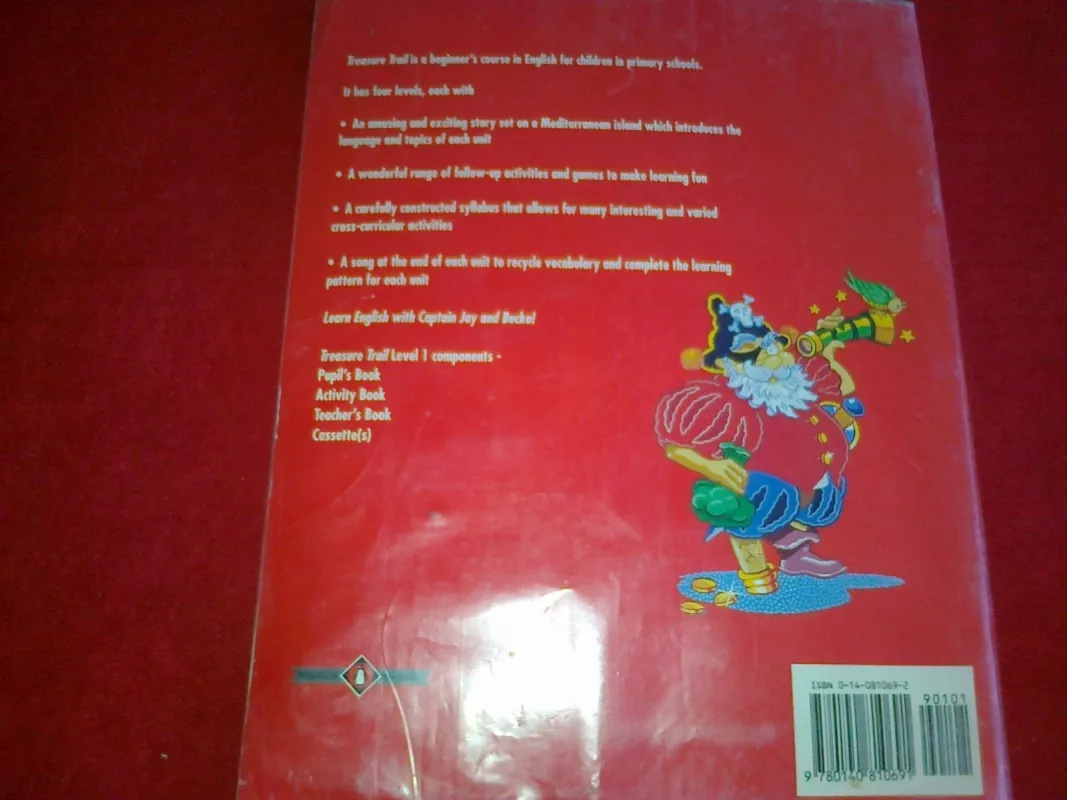 Treasure Trail is a beginner's course in English for children in primary schools.
It has four levels, each with
• An amusing and exciting story set on a Mediterranean island which introduces the
language and topics of each unit
• A wonderful range of follow-up activities and games to make learning fun
• A carefully constructed syllabus that allows for many interesting and varied
cross-curricular activities
• A song at the end of each unit to recycle vocabulary and complete the learning
pattern for each unit
Learn English with Captain Jay and
Treasure Trail Level 1 components -
Pupil's Book
Activity Book
Teacher's Book
Cassette(s)
ISBN 0-14-081069-2
90101
9 780140 810691